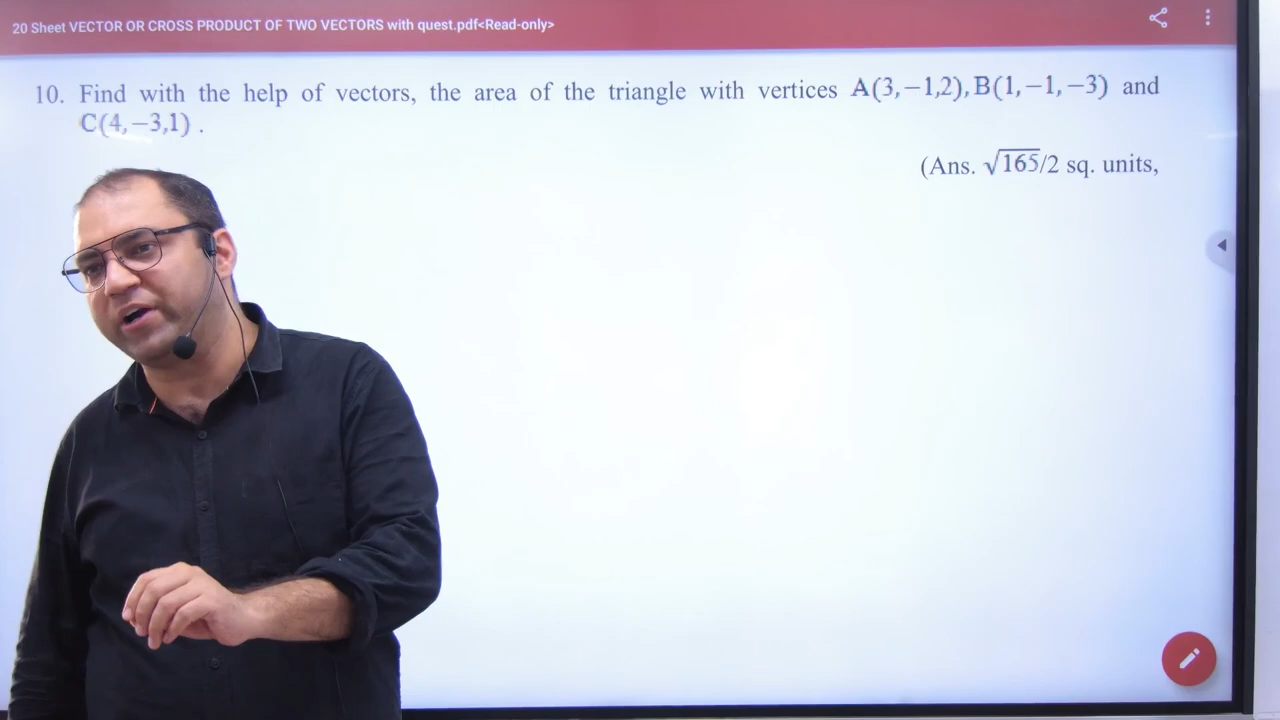 20 Sheet VECTOR OR CROSS PRODUCT OF TWO VECTORS with quest.pdf<Read-only>
10. Find with the help of vectors, the area of the triangle with vertices A(3,−1,2),B(1,−1,−3) and
C(4,−3,1) .
(Ans. √165/2 sq. units,